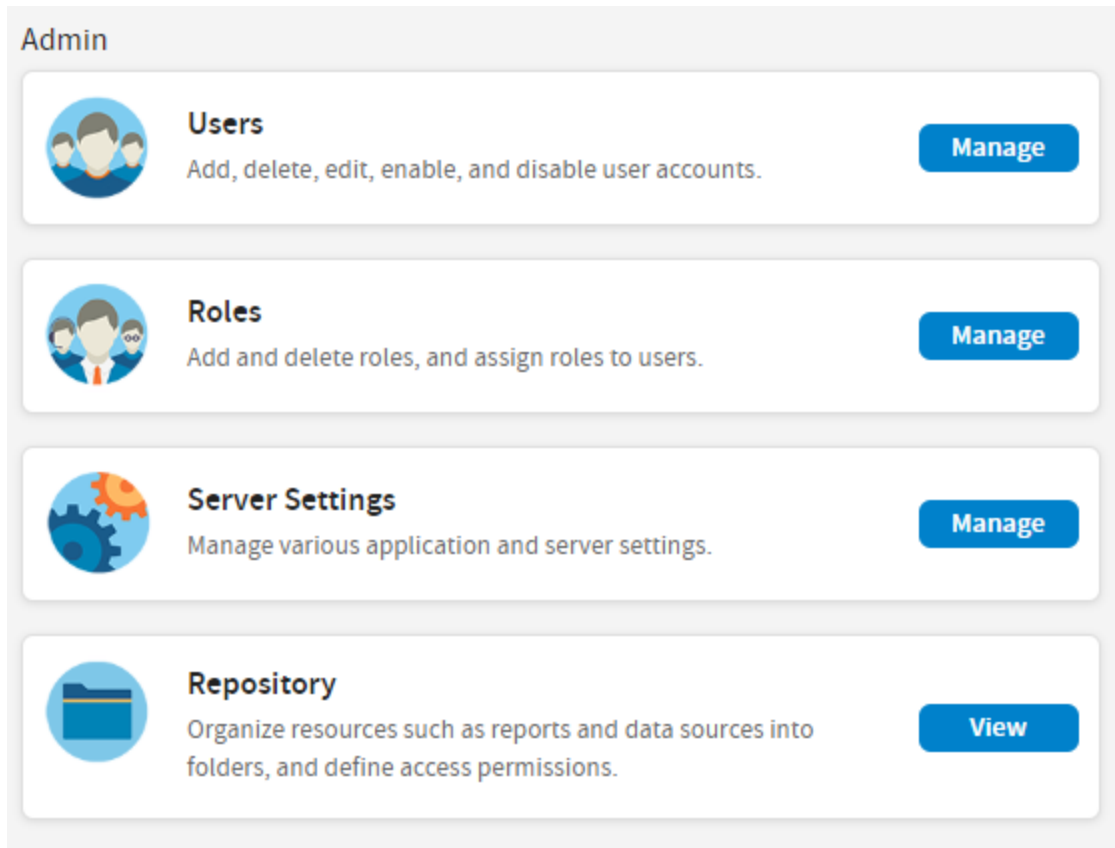 Admin
Users
Add, delete, edit, enable, and disable user accounts.
Manage
Roles
Add and delete roles, and assign roles to users.
Manage
Server Settings
Manage various application and server settings.
Manage
Repository
Organize resources such as reports and data sources into
folders, and define access permissions.
View